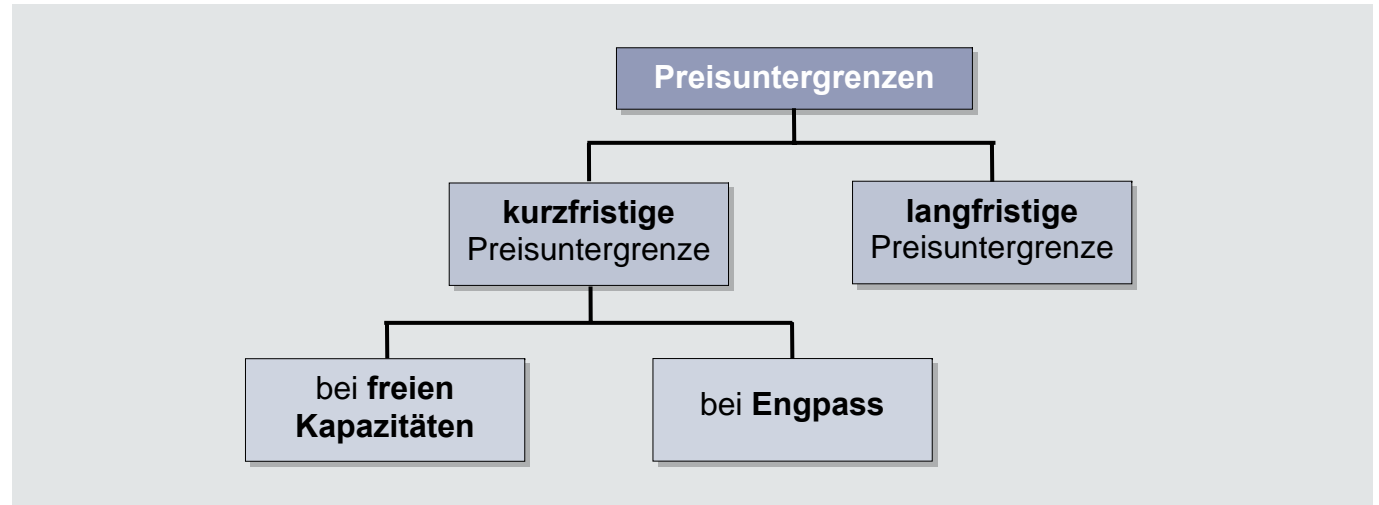 Preisuntergrenzen
kurzfristige
Preisuntergrenze
langfristige
Preisuntergrenze
bei freien
Kapazitäten
bei Engpass